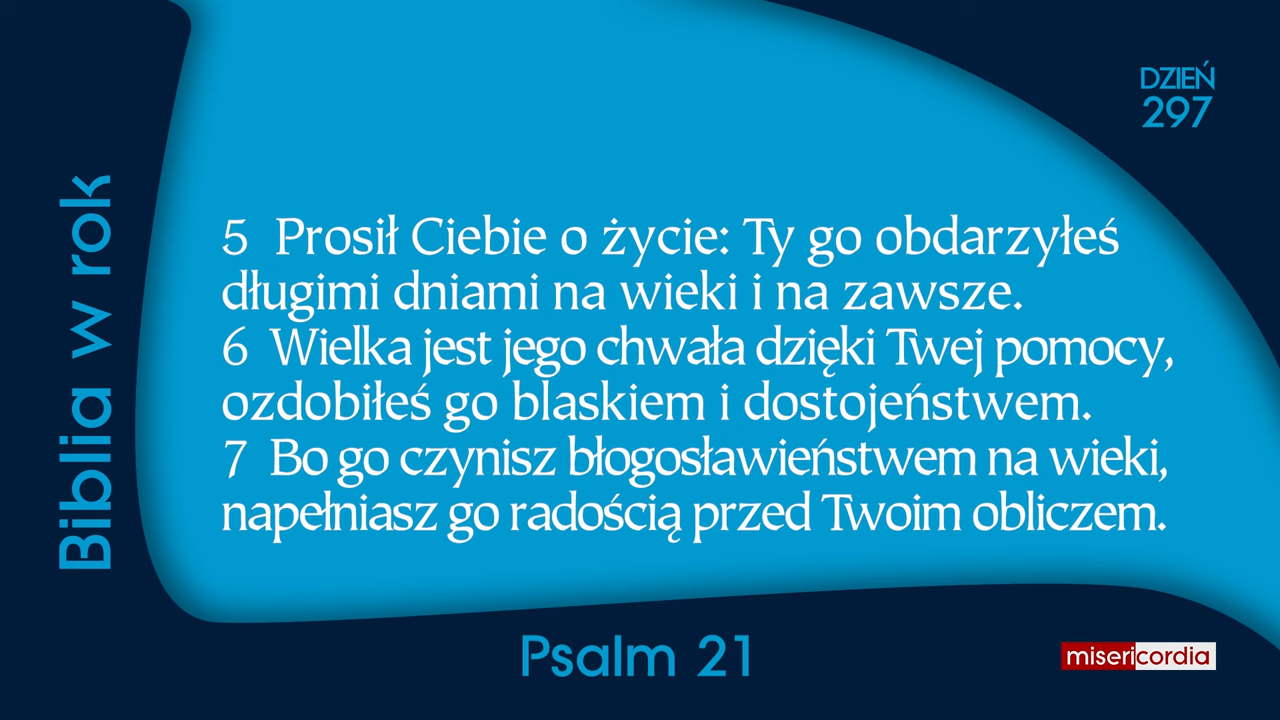 DZIEŃ
297
Biblia w rok
5 Prosił Ciebie o życie: Ty go obdarzyłeś
długimi dniami na wieki i na zawsze.
6 Wielka jest jego chwała dzięki Twej pomocy,
ozdobiłeś go blaskiem i dostojeństwem.
7 Bo go czynisz błogosławieństwem na wieki,
napełniasz go radością przed Twoim obliczem.
Psalm 21
misericordia